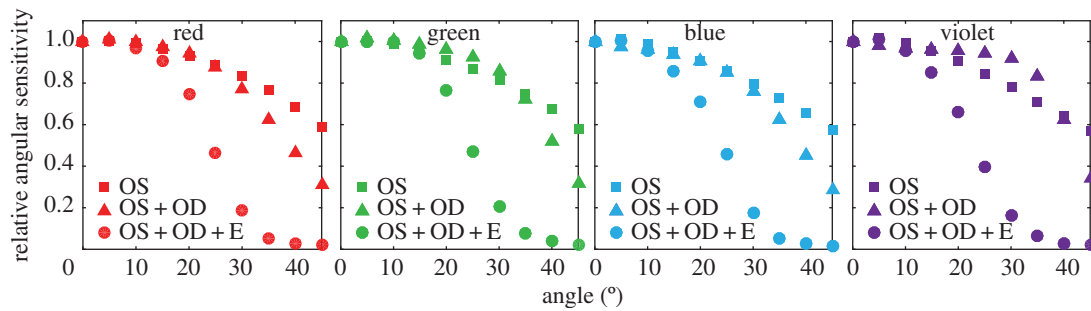 red green blue violet
relative angular sensitivity
1.0
0.8
0.6
0.4
0.2
OS OS OS OS
OS + OD OS + OD OS + OD OS + OD
OS + OD + E OS + OD + E OS + OD + E OS + OD + E
0 10 20 30 40 0 10 20 30 40 0 10 20 30 40 0 10 20 30 40
angle (º)